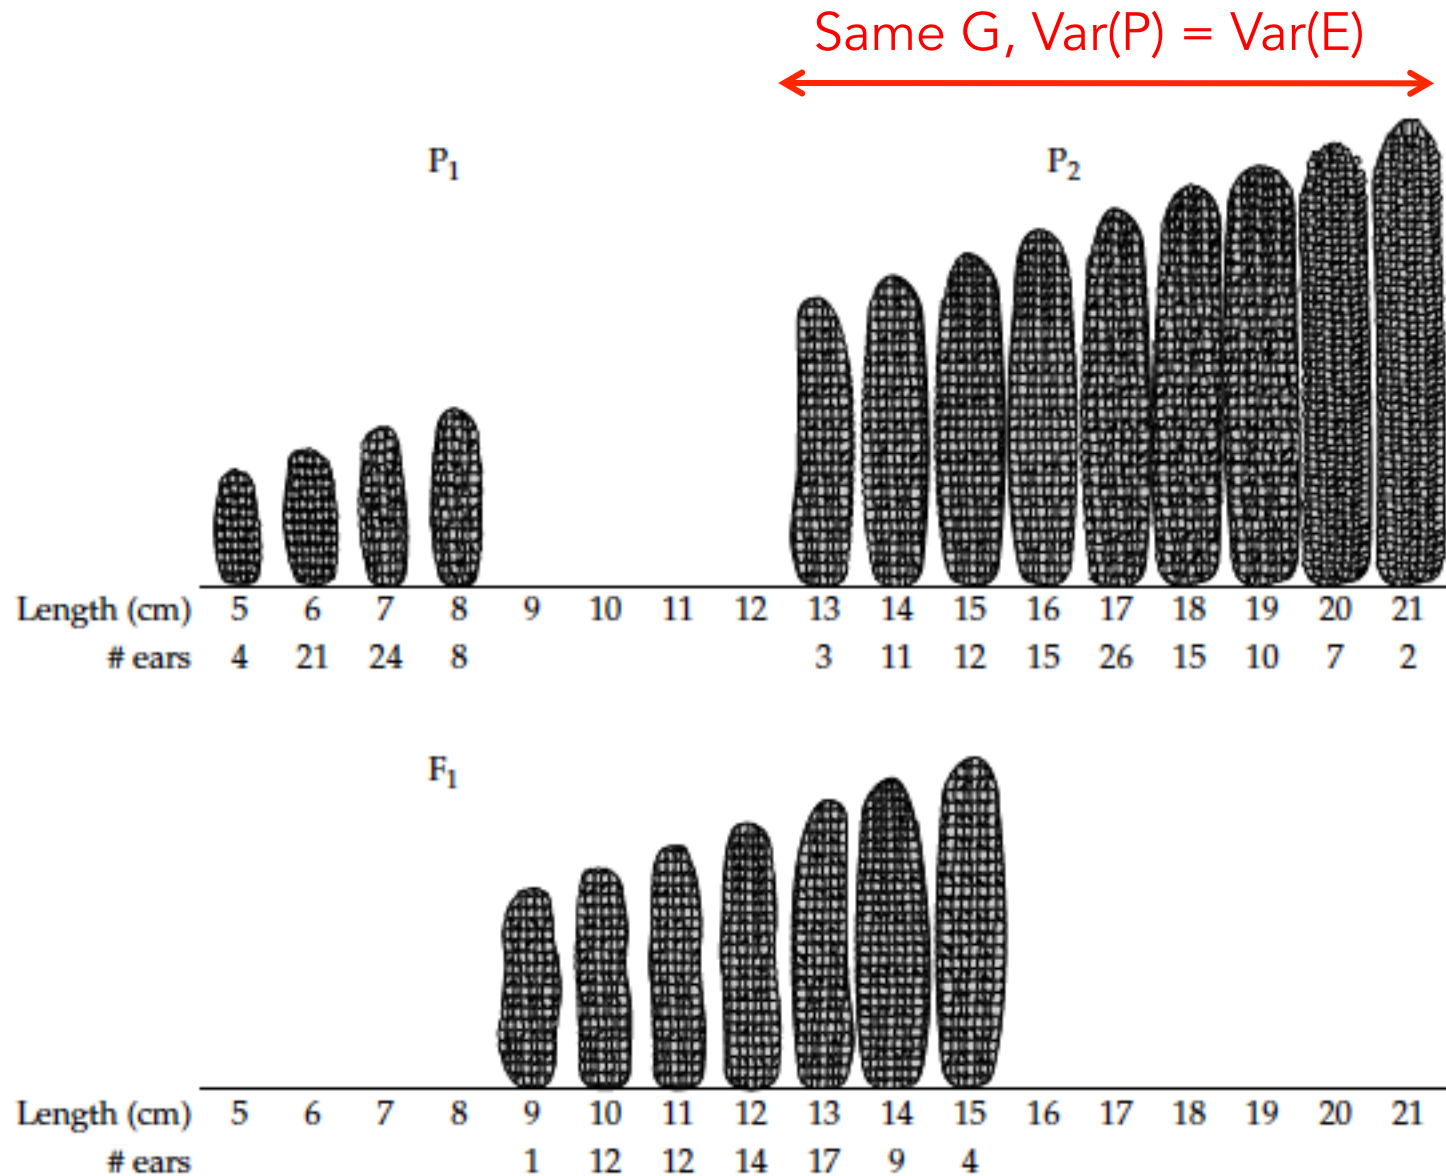 Same G, Var(P) = Var(E)
P1
P2
Length (cm) 5 6 7 8 9 10 11 12 13 14 15 16 17 18 19 20 21
# ears 4 21 24 8 3 11 12 15 26 15 10 7 2
F1
Length (cm) 5 6 7 8 9 10 11 12 13 14 15 16 17 18 19 20 21
# ears 1 12 12 14 17 9 4